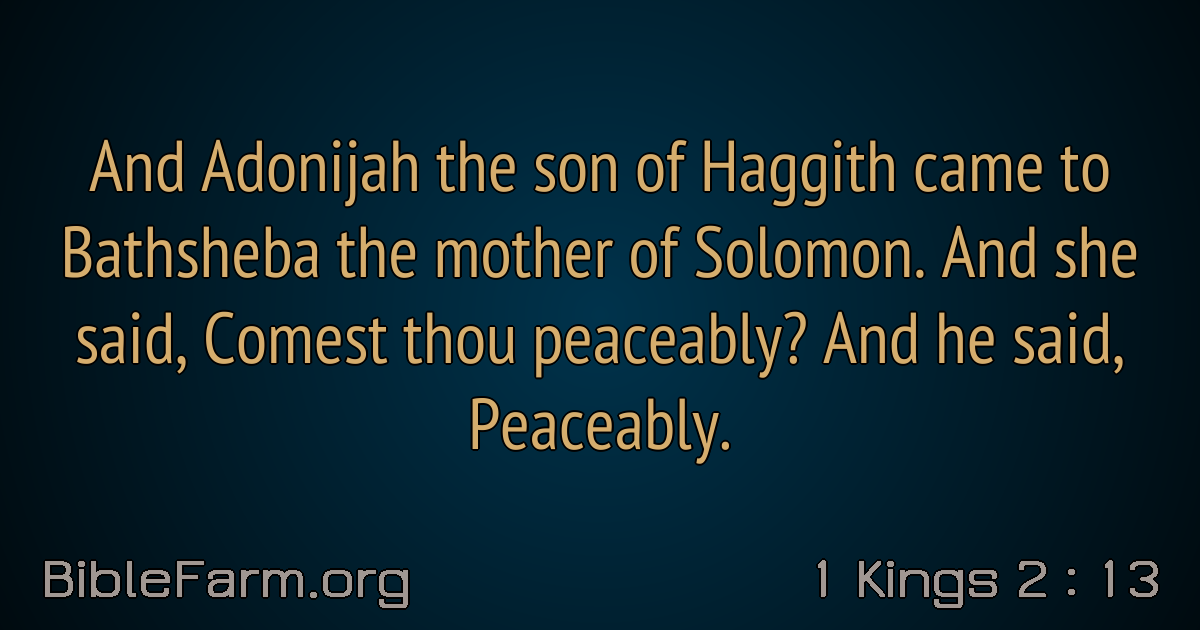 And Adonijah the son of Haggith came to
Bathsheba the mother of Solomon. And she
said, Comest thou peaceably? And he said,
Peaceably.
BibleFarm.org
1 Kings 2 : 13